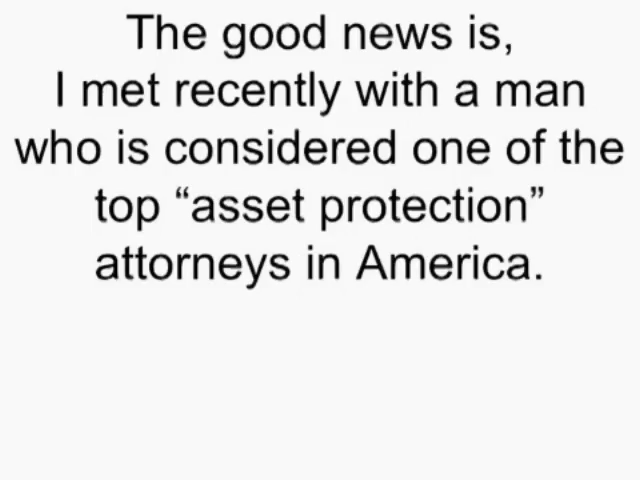 The good news is,
I met recently with a man
who is considered one of the
top “asset protection”
attorneys in America.